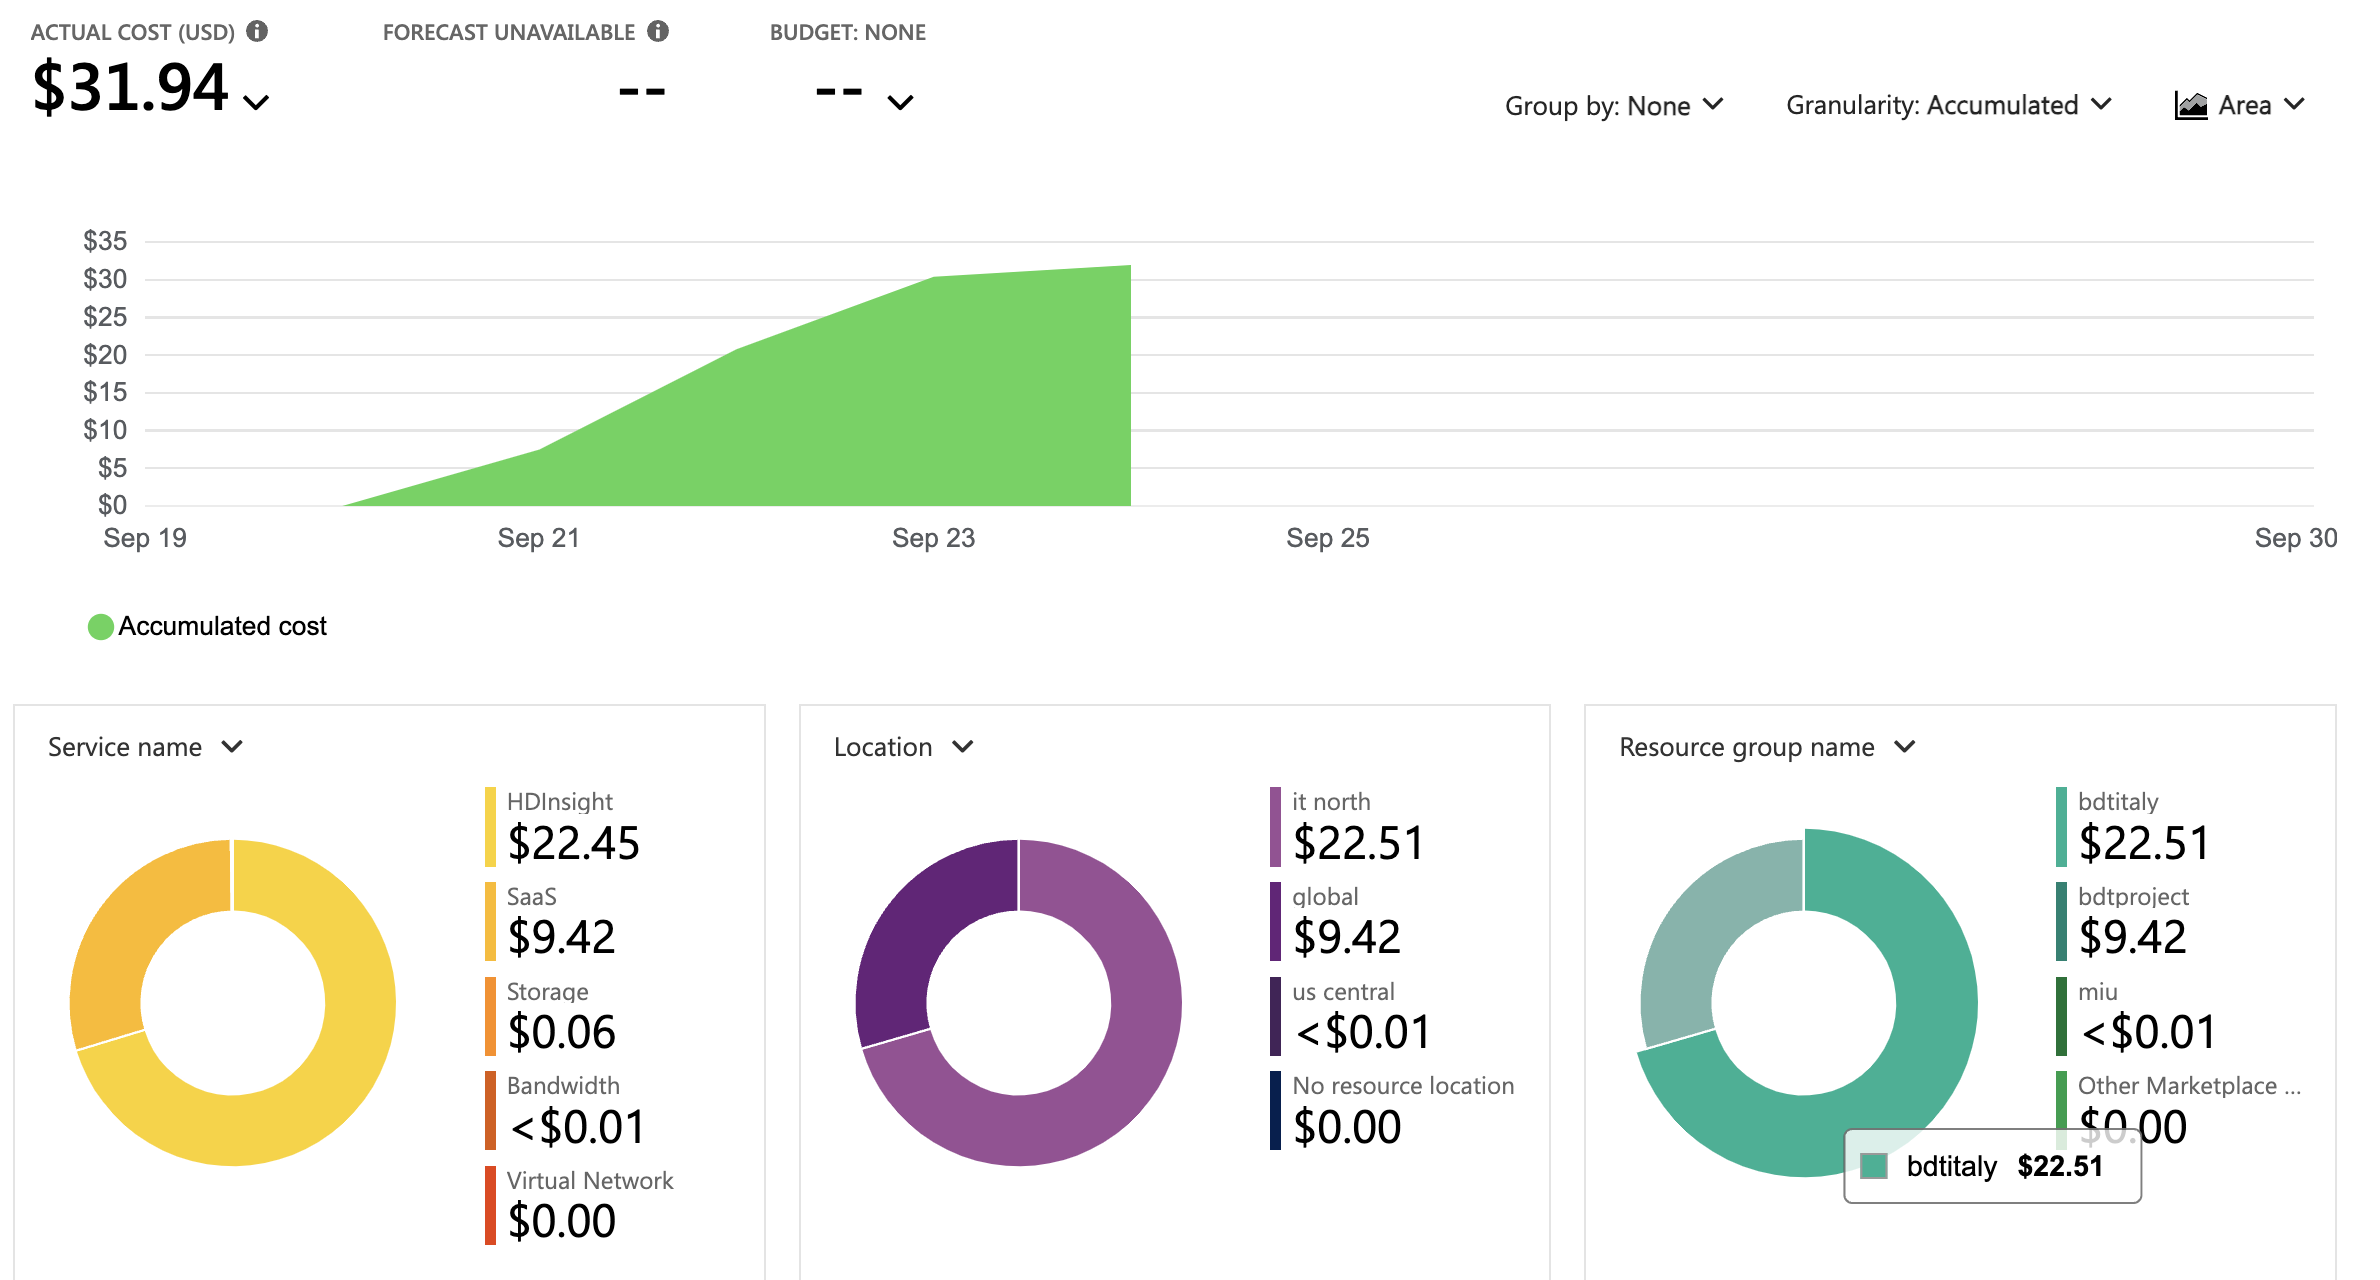 ACTUAL COST (USD)
FORECAST UNAVAILABLE
BUDGET: NONE
$31.94
--
--
Group by: None
Granularity: Accumulated
Area
$35
$30
$25
$20
$15
$10
$5
$0
Sep 19
Sep 21
Sep 23
Sep 25
Sep 30
Accumulated cost
Service name
HDInsight
$22.45
SaaS
$9.42
Storage
$0.06
Bandwidth
<$0.01
Virtual Network
$0.00
Location
it north
$22.51
global
$9.42
us central
<$0.01
No resource location
$0.00
Resource group name
bdtitaly
$22.51
bdtproject
$9.42
miu
<$0.01
Other Marketplace ...
$0.00
bdtitaly $22.51